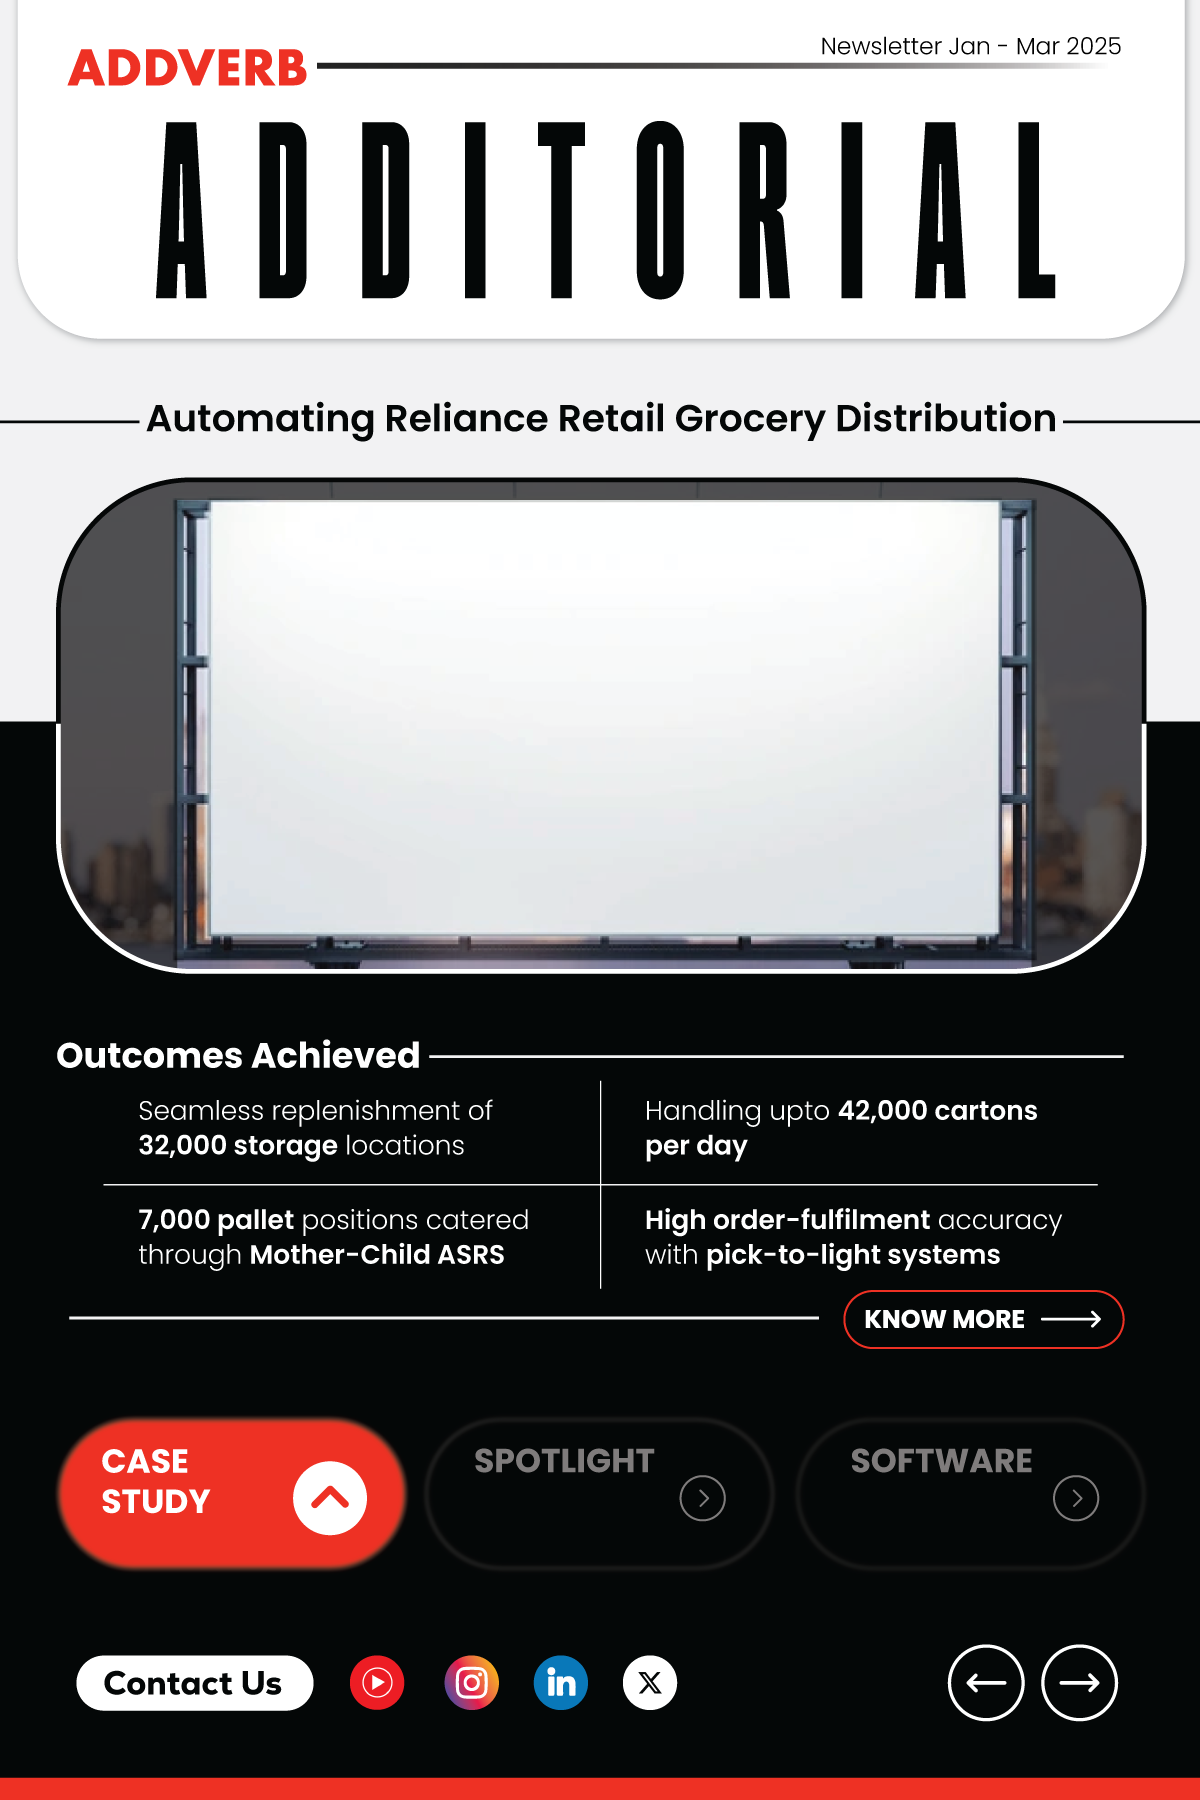 ADDVERB
Newsletter Jan - Mar 2025
ADDITORIAL
Automating Reliance Retail Grocery Distribution
Outcomes Achieved
Seamless replenishment of
32,000 storage locations
Handling upto 42,000 cartons
per day
7,000 pallet positions catered
through Mother-Child ASRS
High order-fulfilment accuracy
with pick-to-light systems
KNOW MORE
CASE
STUDY
SPOTLIGHT
SOFTWARE
Contact Us
in
X